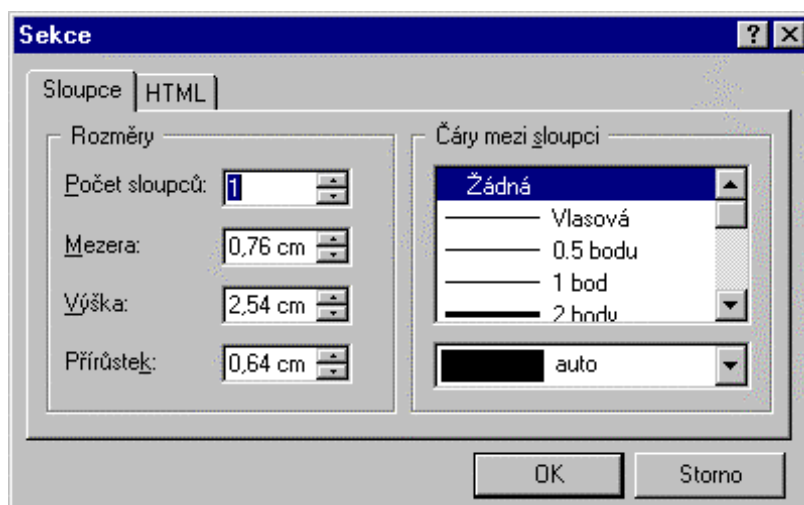 Sekce
Sloupce HTML
Rozměry
Počet sloupců: 1
Mezera: 0,76 cm
Výška: 2,54 cm
Přírůstek: 0,64 cm
Čáry mezi sloupci
Žádná
Vlasová
0.5 bodu
1 bod
2 bodu
auto
OK Storno